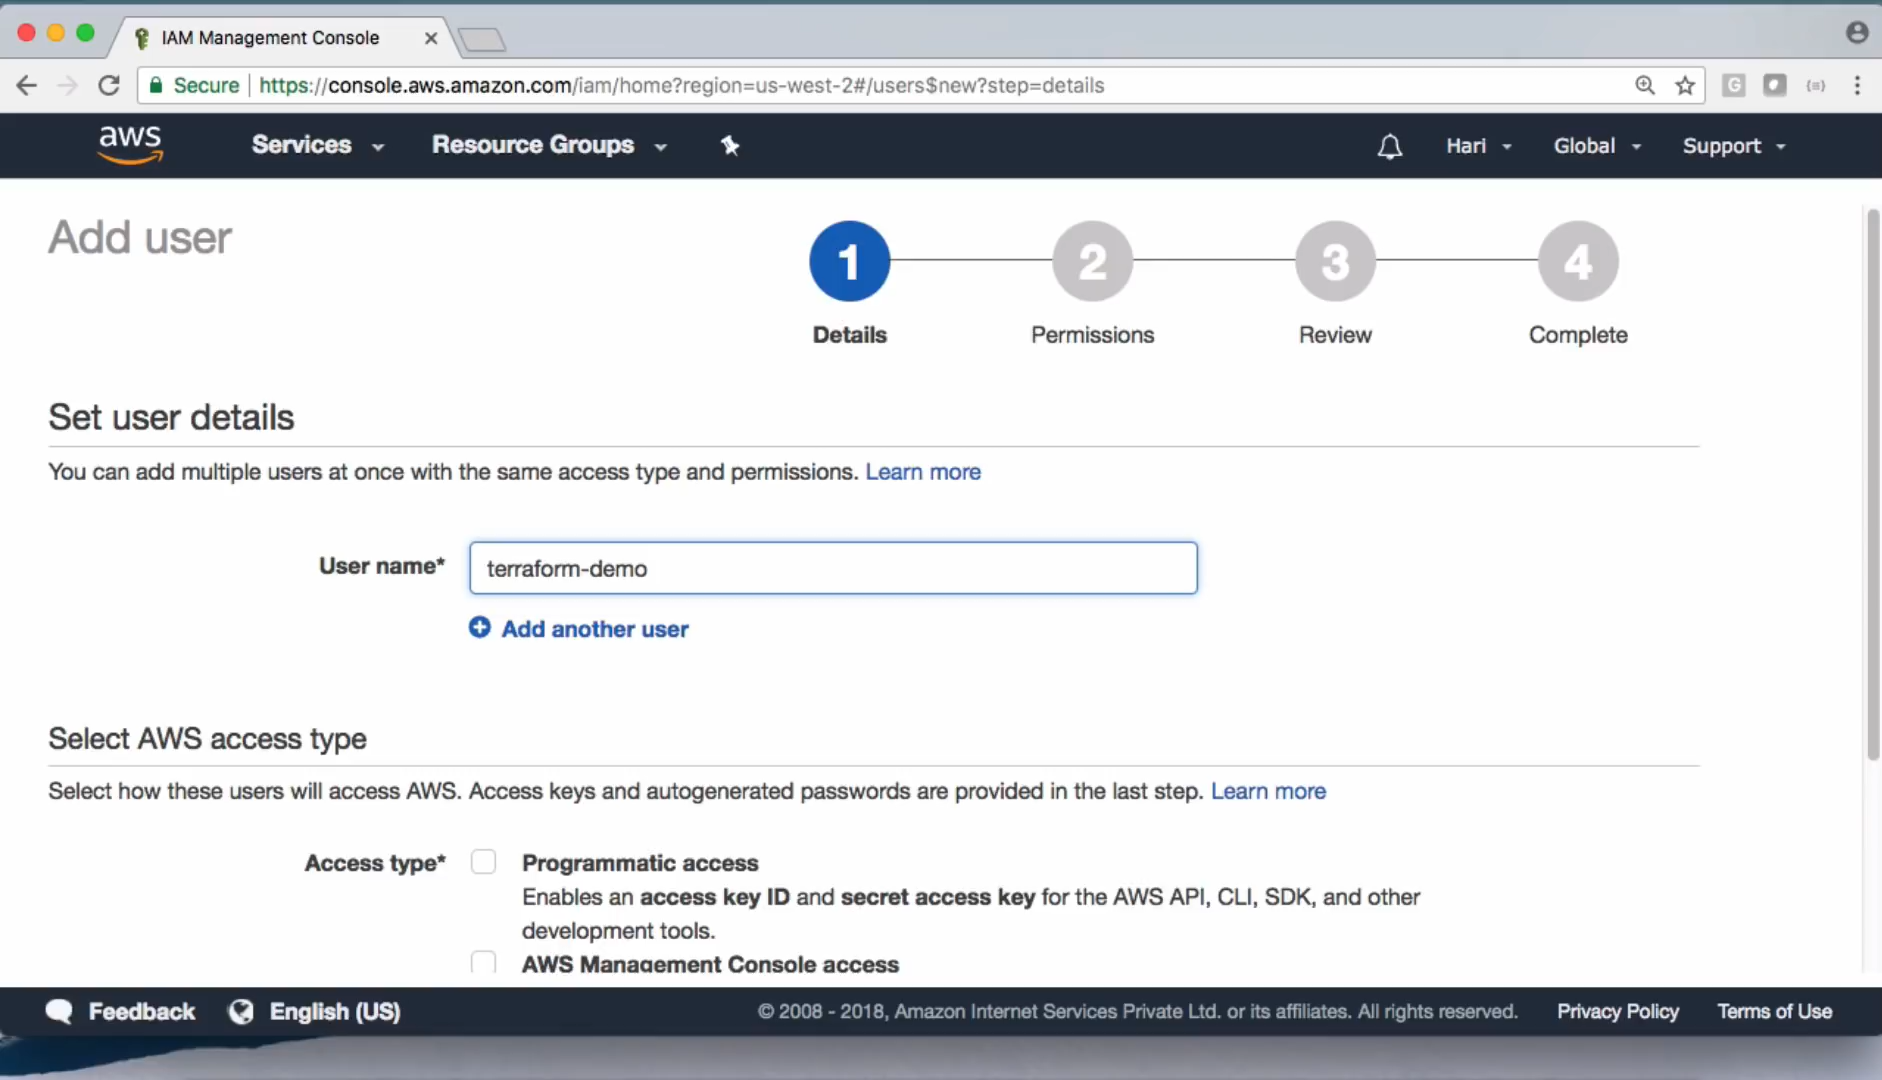 IAM Management Console
Secure https://console.aws.amazon.com/iam/home?region=us-west-2#/users$new?step=details
G
aws Services Resource Groups Hari Global Support
Add user
1 2 3 4
Details Permissions Review Complete
Set user details
You can add multiple users at once with the same access type and permissions. Learn more
User name* terraform-demo
Add another user
Select AWS access type
Select how these users will access AWS. Access keys and autogenerated passwords are provided in the last step. Learn more
Access type* Programmatic access
Enables an access key ID and secret access key for the AWS API, CLI, SDK, and other
development tools.
AWS Management Console access
Feedback English (US) © 2008 - 2018, Amazon Internet Services Private Ltd. or its affiliates. All rights reserved. Privacy Policy Terms of Use